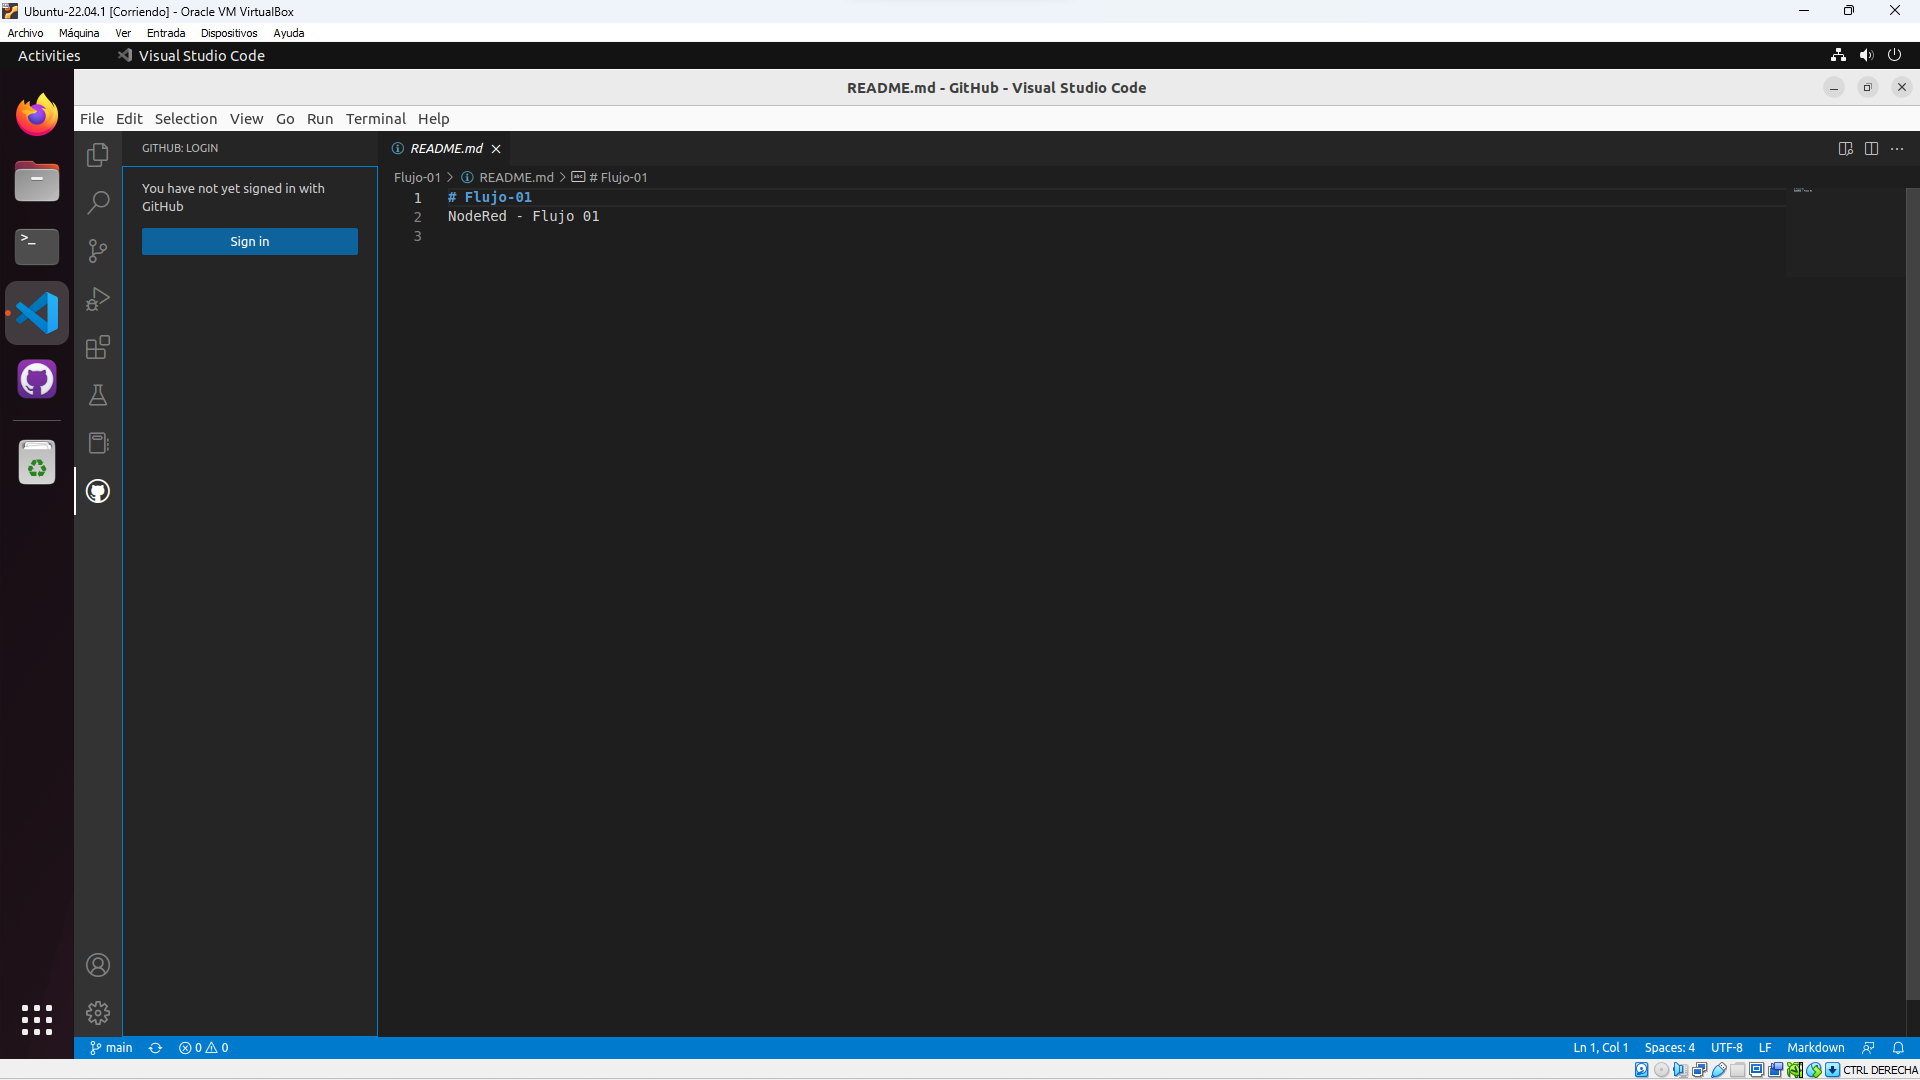 Ubuntu-22.04.1 [Corriendo] - Oracle VM VirtualBox
Archivo Máquina Ver Entrada Dispositivos Ayuda
Activities Visual Studio Code
README.md - GitHub - Visual Studio Code
File Edit Selection View Go Run Terminal Help
GITHUB: LOGIN
You have not yet signed in with
GitHub
Sign in
README.md
Flujo-01 > README.md > # Flujo-01
1 # Flujo-01
2 NodeRed - Flujo 01
3
main 0 0
Ln 1, Col 1 Spaces: 4 UTF-8 LF Markdown
CTRL DERECHA